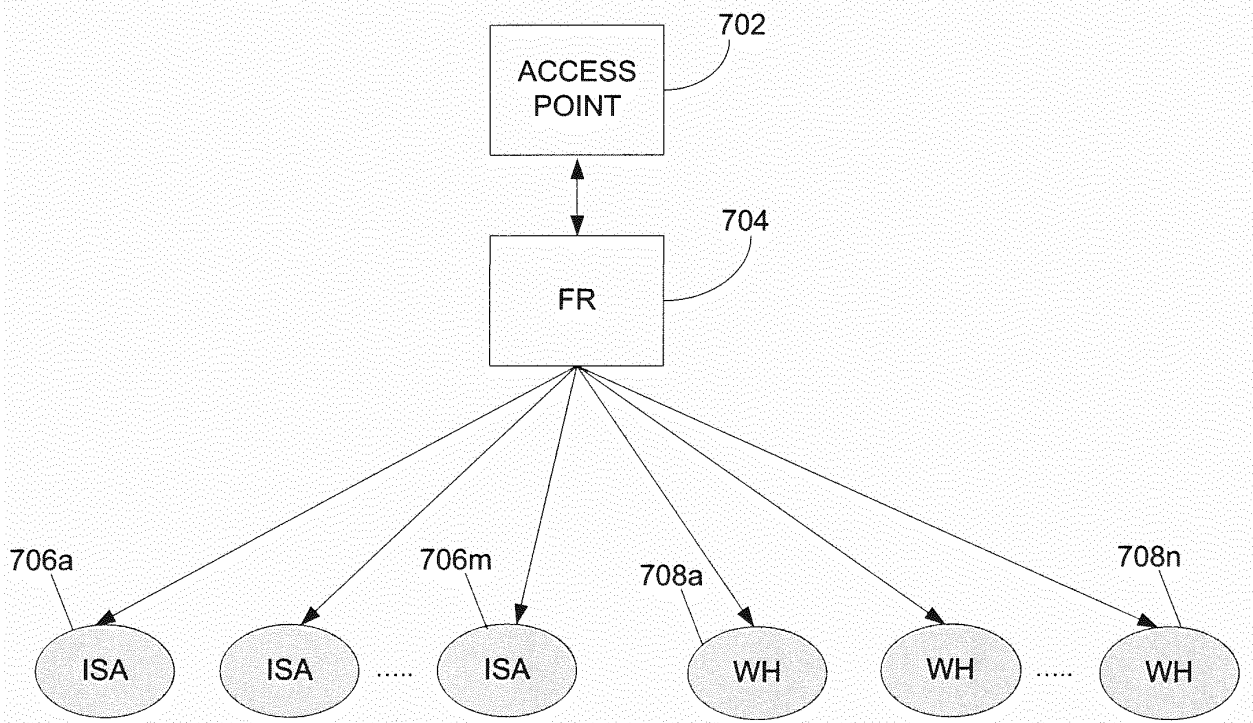 702
ACCESS
POINT
704
FR
706a
706m
708a
708n
ISA
ISA
.....
ISA
WH
WH
.....
WH